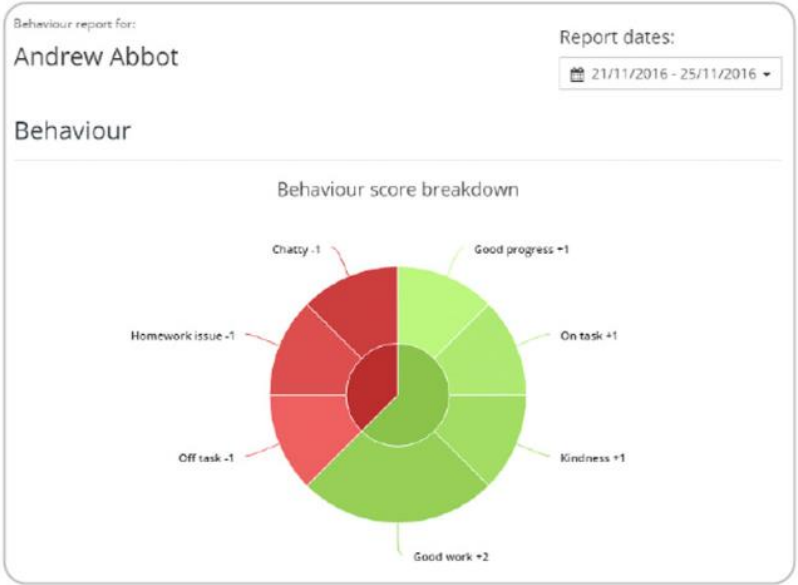 Behaviour report for:
Andrew Abbot
Report dates:
21/11/2016 - 25/11/2016
Behaviour
Behaviour score breakdown
Chatty -1
Good progress +1
Homework issue -1
On task +1
Off task -1
Kindness +1
Good work +2